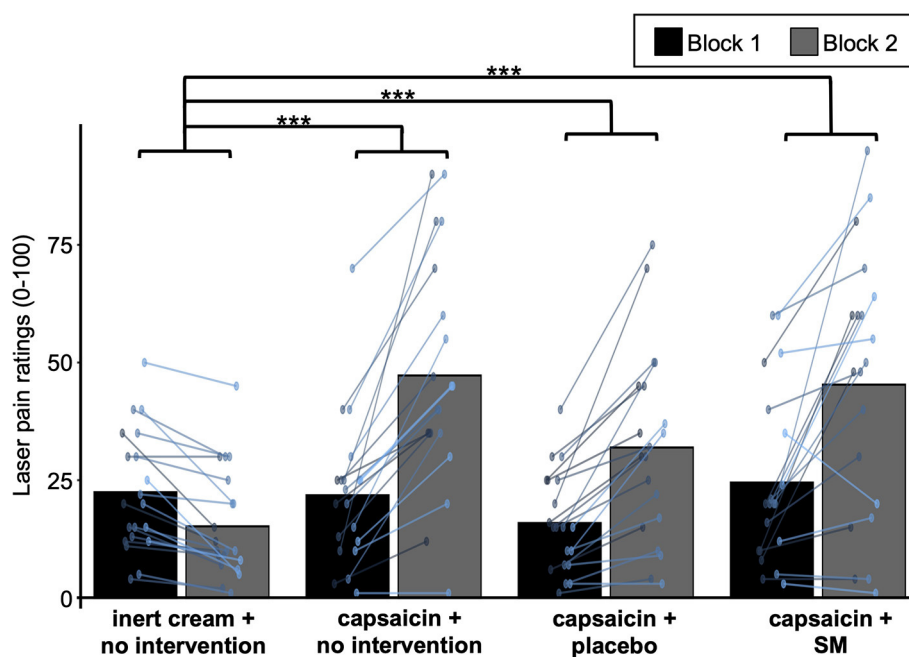 Block 1 Block 2
***
***
***
Laser pain ratings (0-100)
75
50
25
0
inert cream +
no intervention
capsaicin +
no intervention
capsaicin +
placebo
capsaicin +
SM